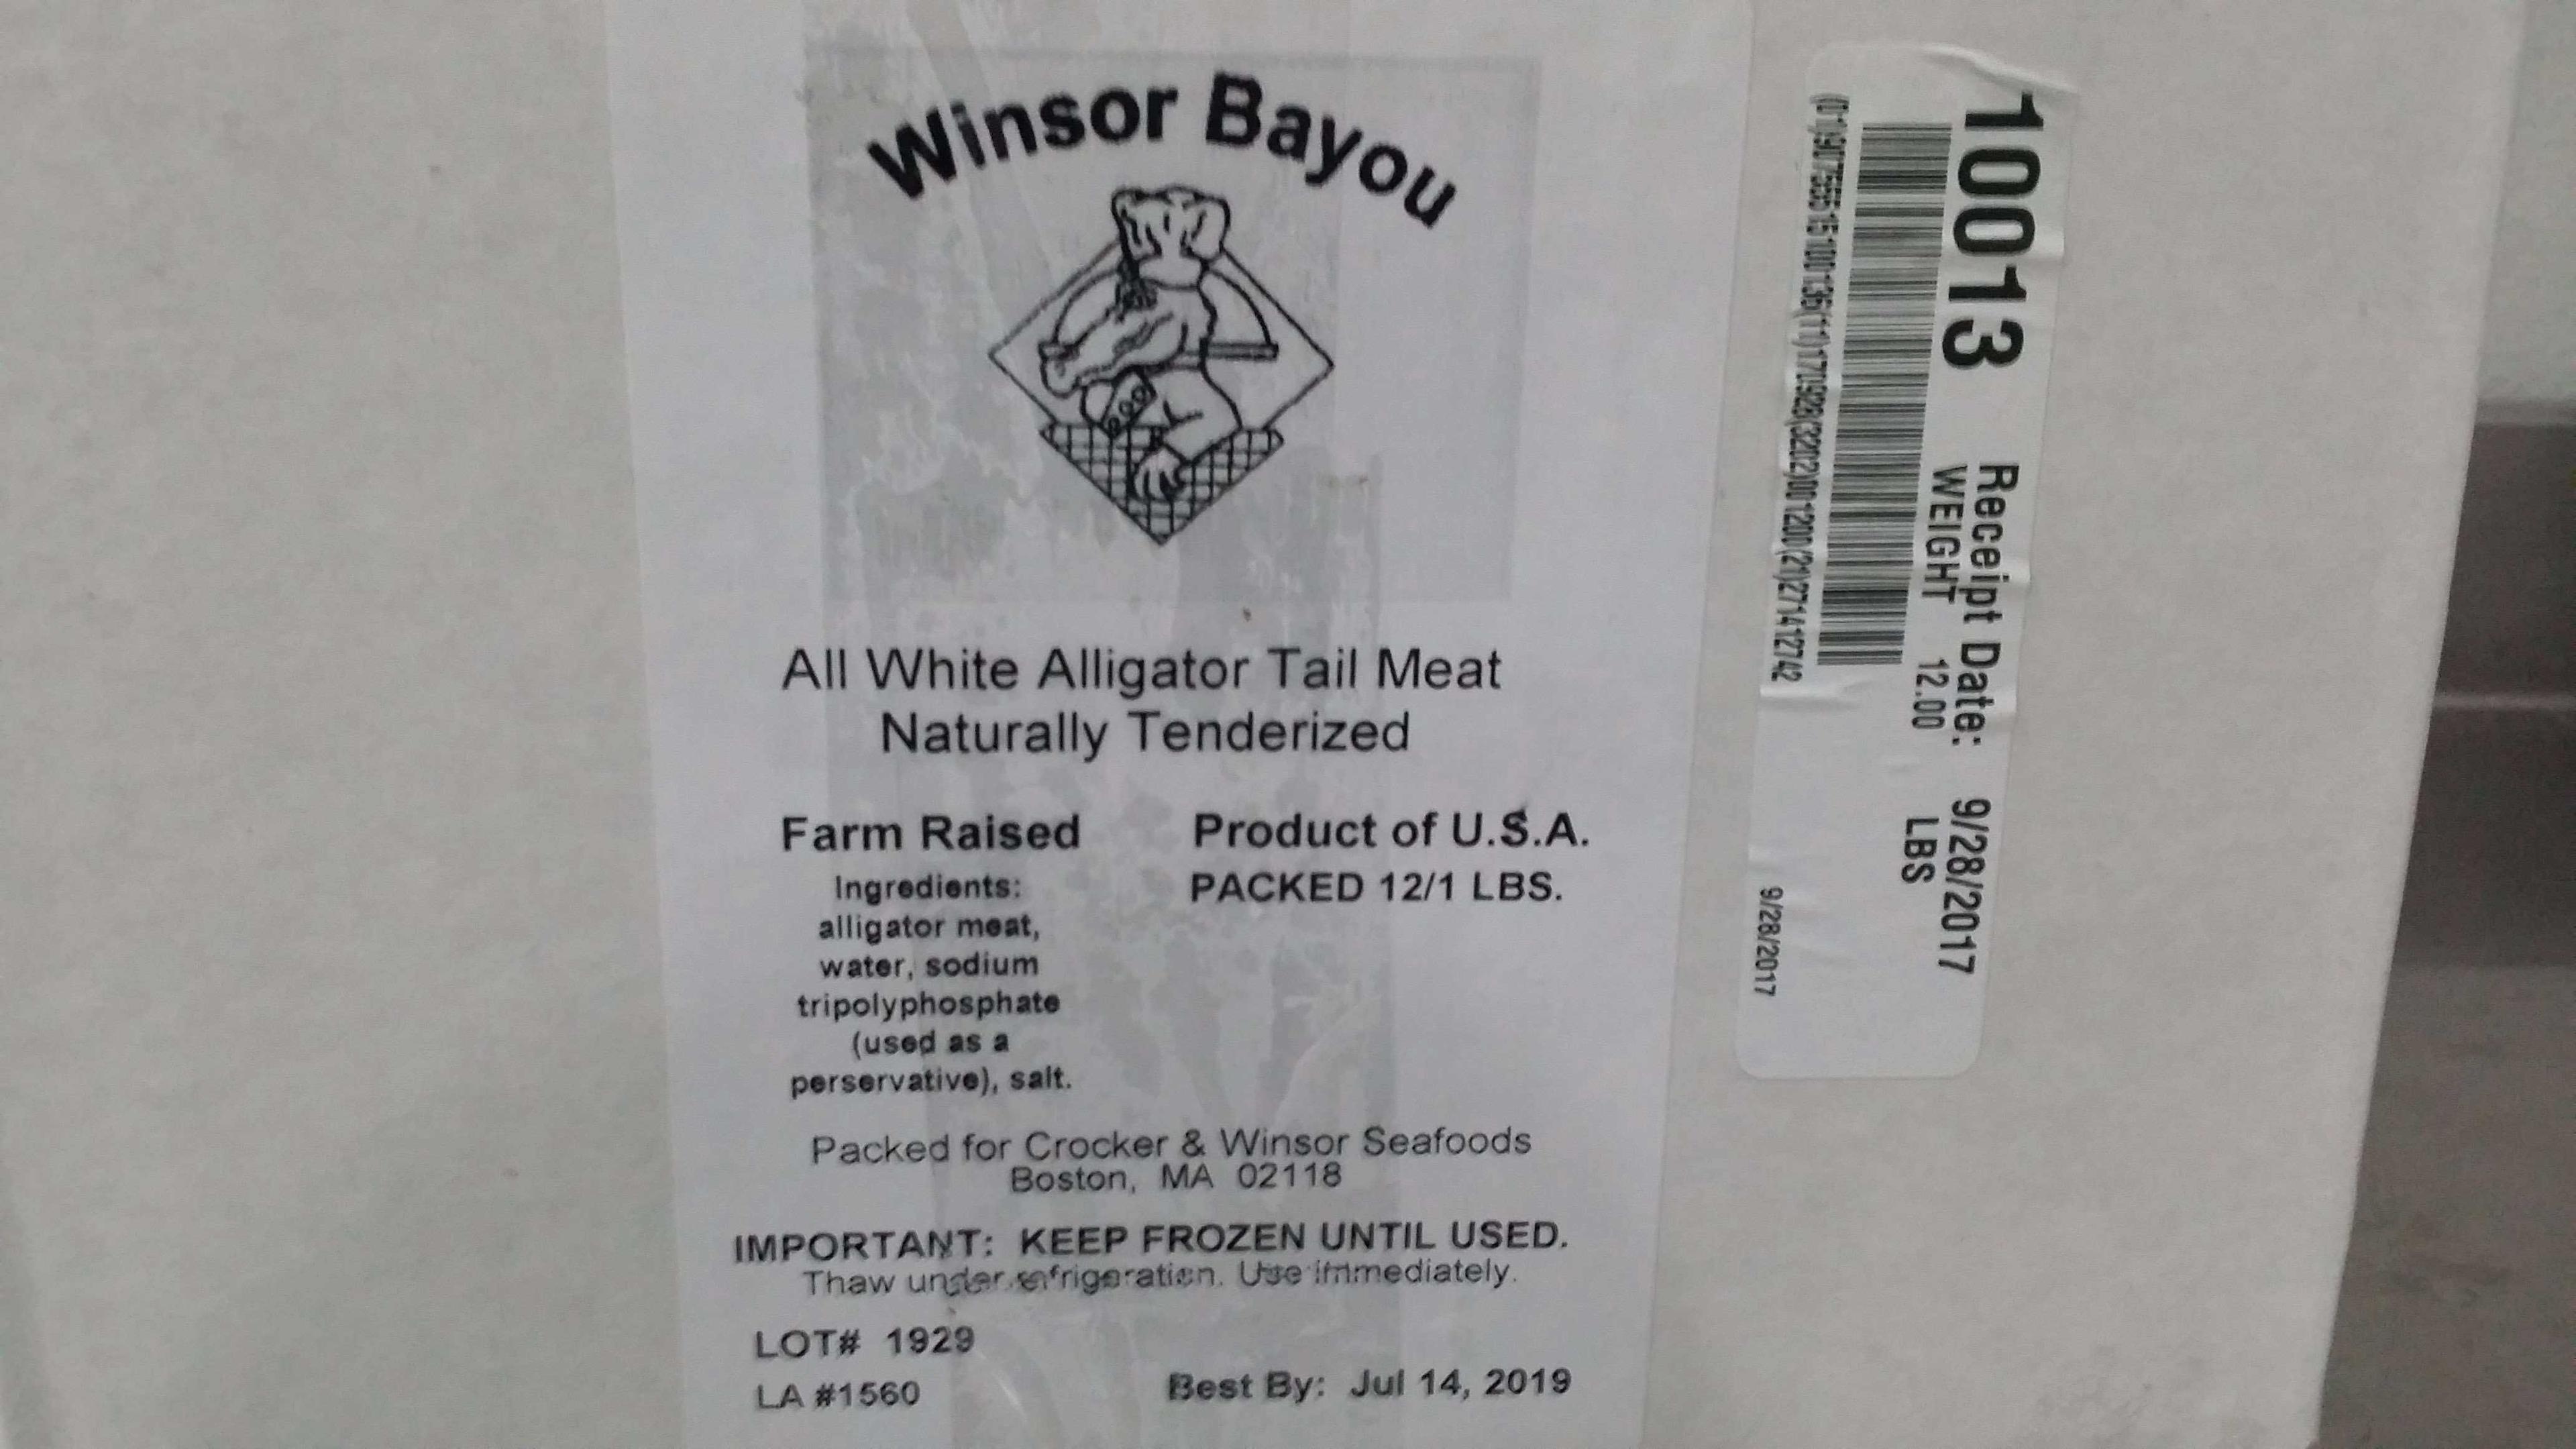 Winsor Bayou
All White Alligator Tail Meat
Naturally Tenderized
Farm Raised
Ingredients:
alligator meat,
water, sodium
tripolyphosphate
(used as a
perservative), salt.
Product of U.S.A.
PACKED 12/1 LBS.
Packed for Crocker & Winsor Seafoods
Boston, MA 02118
IMPORTANT: KEEP FROZEN UNTIL USED.
Thaw under refrigeration. Use immediately.
LOT# 1929
LA #1560
Best By: Jul 14, 2019
10013 Receipt Date: 9/28/2017
WEIGHT 12.00 LBS
9/28/2017